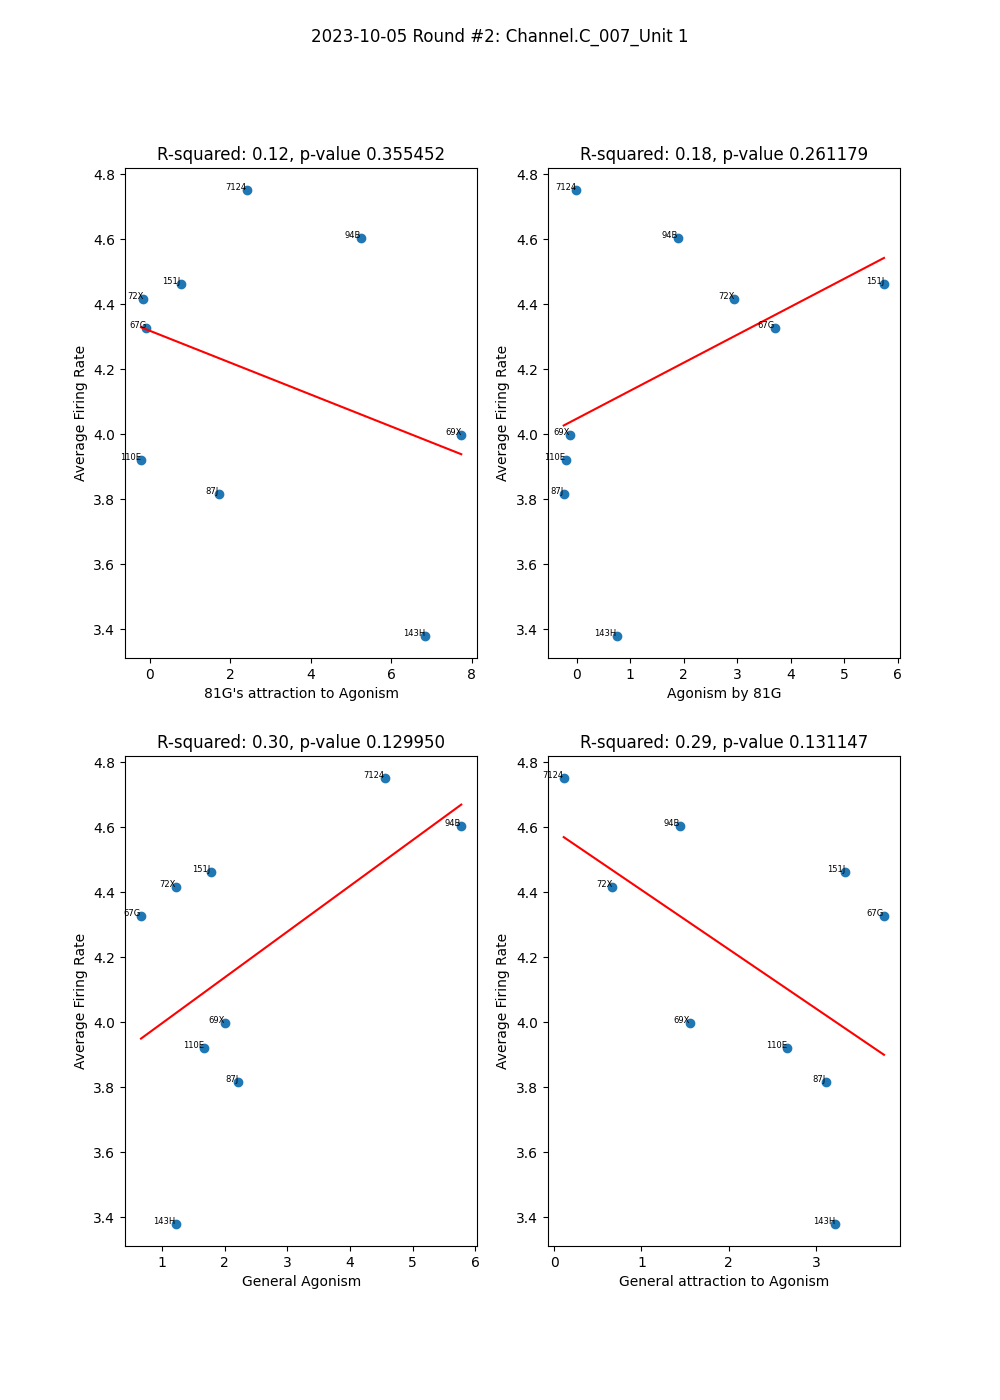 2023-10-05 Round #2: Channel.C_007_Unit 1
R-squared: 0.12, p-value 0.355452
4.8
4.6
4.4
4.2
4.0
3.8
3.6
3.4
Average Firing Rate
7124
94B
151J
72X
67G
69X
110E
87J
143H
0 2 4 6 8
81G's attraction to Agonism
R-squared: 0.18, p-value 0.261179
4.8
4.6
4.4
4.2
4.0
3.8
3.6
3.4
Average Firing Rate
7124
94B
151J
72X
67G
69X
110E
87J
143H
0 1 2 3 4 5 6
Agonism by 81G
R-squared: 0.30, p-value 0.129950
4.8
4.6
4.4
4.2
4.0
3.8
3.6
3.4
Average Firing Rate
7124
94B
151J
72X
67G
69X
110E
87J
143H
1 2 3 4 5 6
General Agonism
R-squared: 0.29, p-value 0.131147
4.8
4.6
4.4
4.2
4.0
3.8
3.6
3.4
Average Firing Rate
7124
94B
151J
72X
67G
69X
110E
87J
143H
0 1 2 3
General attraction to Agonism